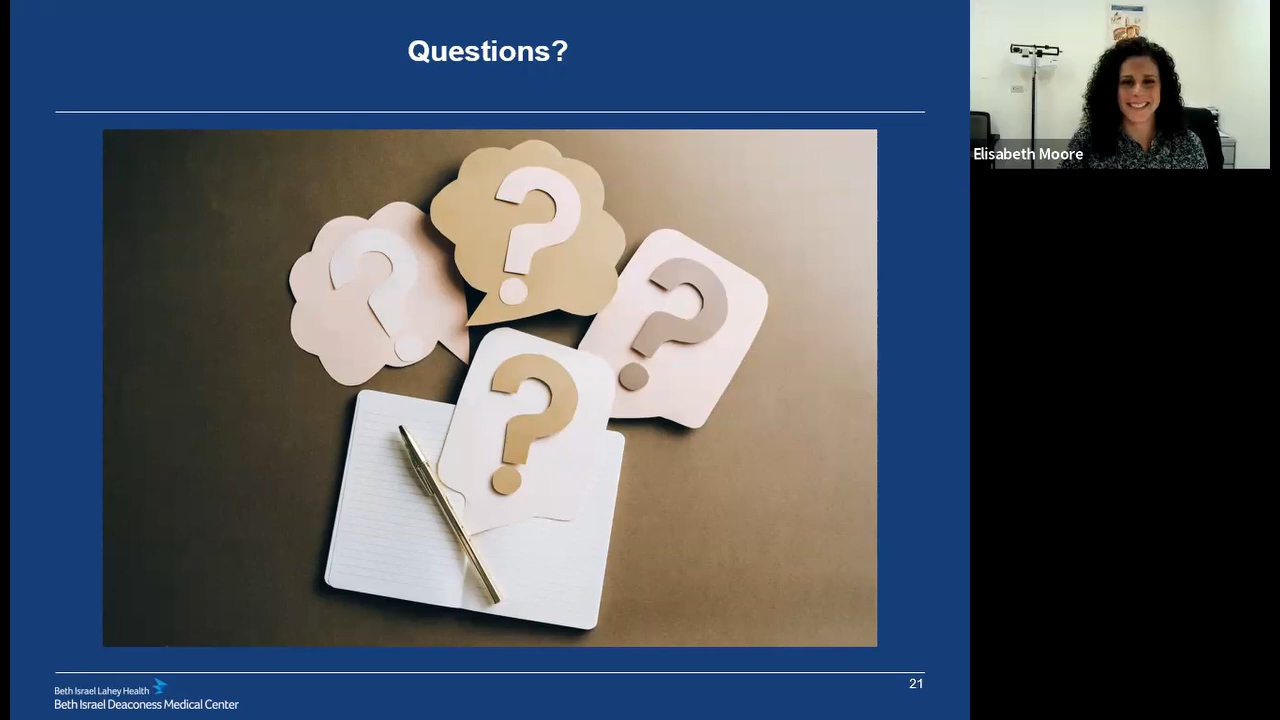 Questions?
?
?
?
?
Elisabeth Moore
21
Beth Israel Lahey Health
Beth Israel Deaconess Medical Center